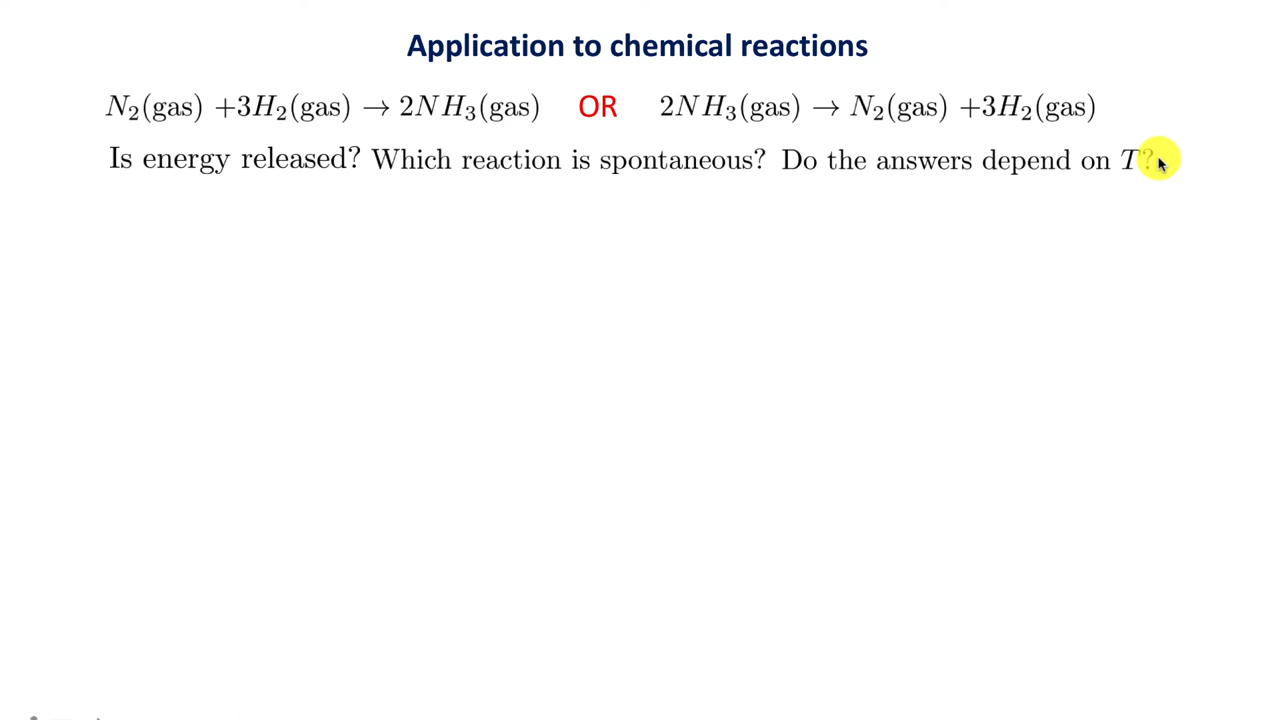 Application to chemical reactions
N₂(gas) +3H₂(gas) → 2NH₃(gas) OR 2NH₃(gas) → N₂(gas) +3H₂(gas)
Is energy released? Which reaction is spontaneous? Do the answers depend on T?